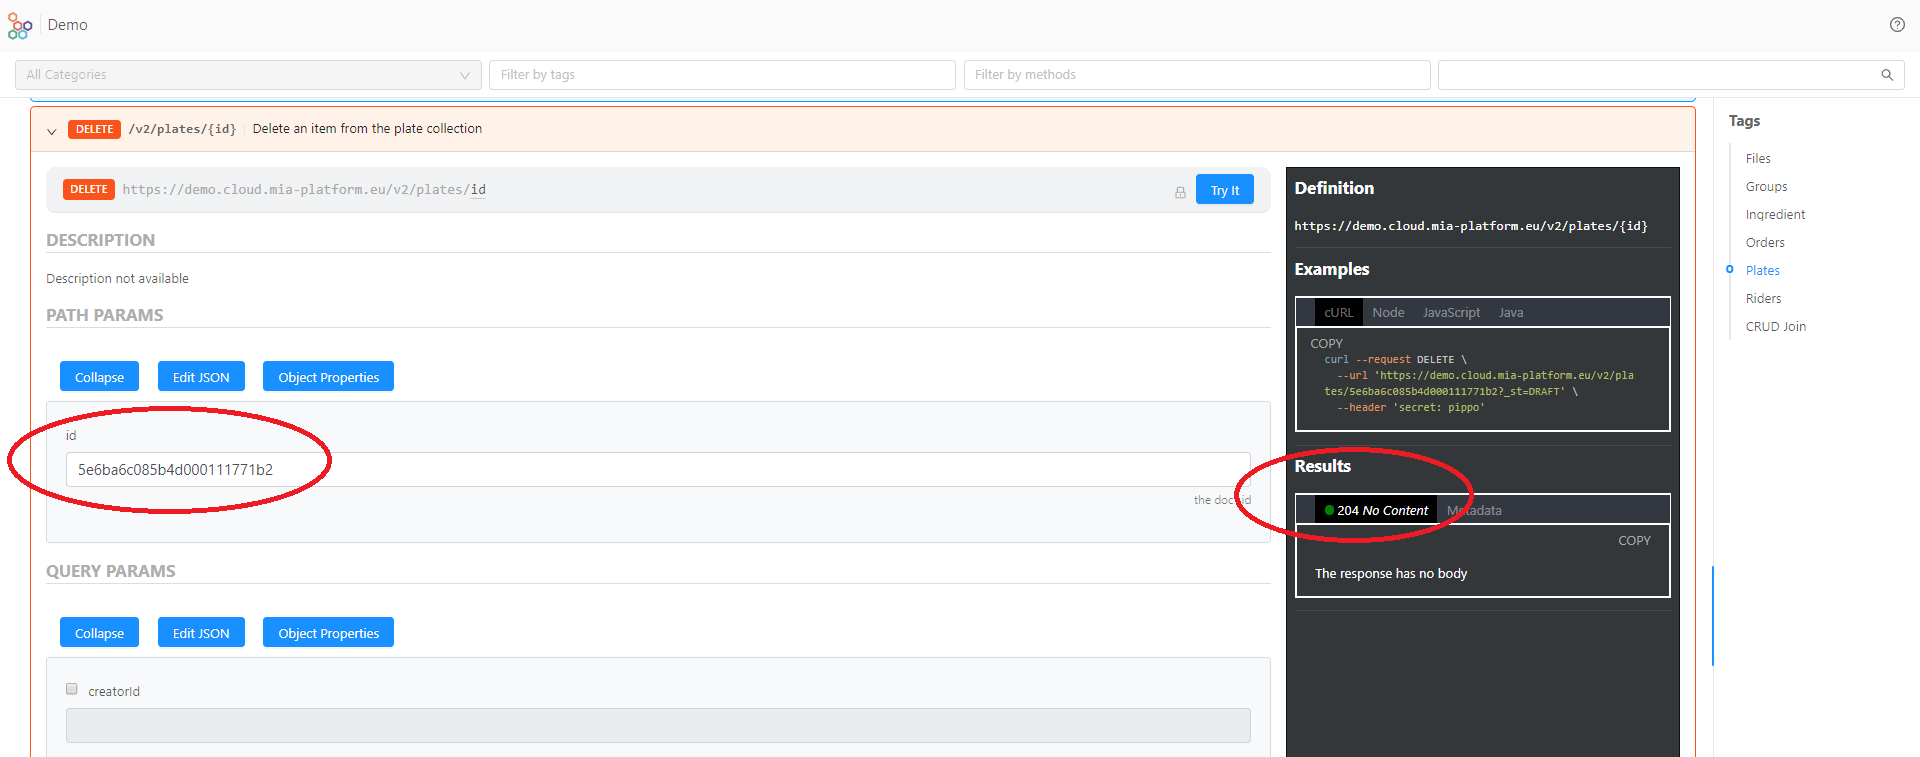 Demo
All Categories
Filter by tags
Filter by methods
DELETE /v2/plates/{id} Delete an item from the plate collection
DELETE https://demo.cloud.mia-platform.eu/v2/plates/id
Try It
DESCRIPTION
Description not available
PATH PARAMS
Collapse
Edit JSON
Object Properties
id
5e6ba6c085b4d000111771b2
the doc id
QUERY PARAMS
Collapse
Edit JSON
Object Properties
creatorId
Definition
https://demo.cloud.mia-platform.eu/v2/plates/{id}
Examples
cURL Node JavaScript Java
COPY
curl --request DELETE \
--url 'https://demo.cloud.mia-platform.eu/v2/pla
tes/5e6ba6c085b4d000111771b2?_st=DRAFT' \
--header 'secret: pippo'
Results
204 No Content Metadata
COPY
The response has no body
Tags
Files
Groups
Ingredient
Orders
Plates
Riders
CRUD Join